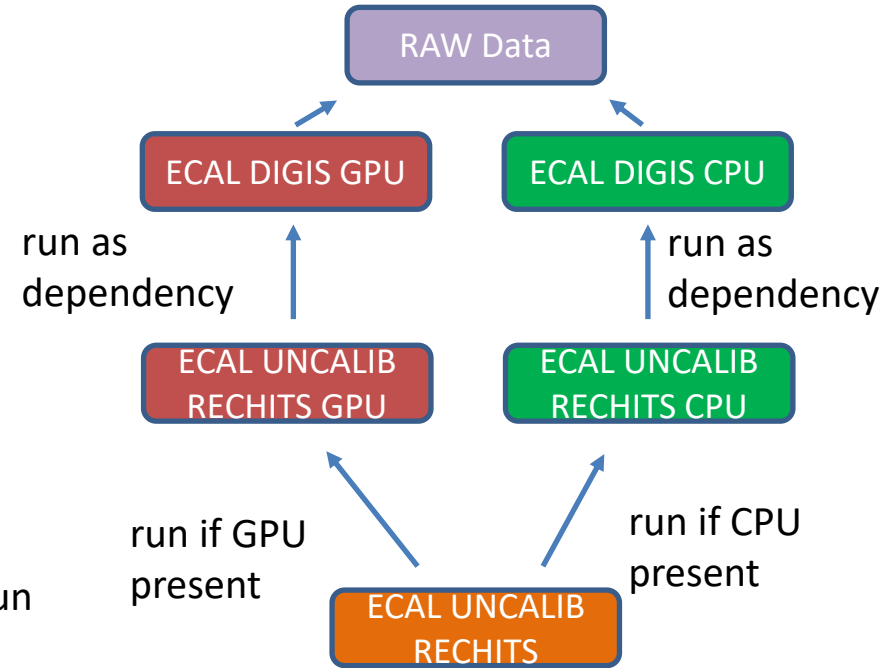 RAW Data
ECAL DIGIS GPU
ECAL DIGIS CPU
run as
dependency
run as
dependency
ECAL UNCALIB
RECHITS GPU
ECAL UNCALIB
RECHITS CPU
run if GPU
present
run if CPU
present
ECAL UNCALIB
RECHITS